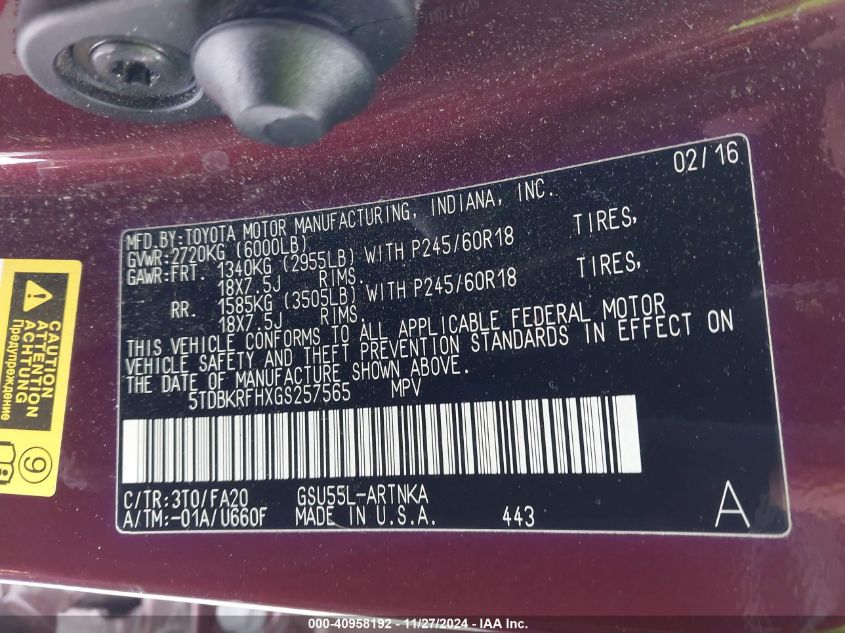 02/16
MFD.BY:TOYOTA MOTOR MANUFACTURING, INDIANA, INC.
GVWR:2720KG (6000LB)
GAWR:FRT. 1340KG (2955LB) WITH P245/60R18 TIRES,
18X7.5J RIMS.
RR. 1585KG (3505LB) WITH P245/60R18 TIRES,
18X7.5J RIMS.
THIS VEHICLE CONFORMS TO ALL APPLICABLE FEDERAL MOTOR
VEHICLE SAFETY AND THEFT PREVENTION STANDARDS IN EFFECT ON
THE DATE OF MANUFACTURE SHOWN ABOVE.
5TDBKRFHXGS257565 MPV
C/TR:3T0/FA20 GSU55L-ARTNKA
A/TM:-01A/U660F MADE IN U.S.A. 443
A
CAUTION
ATTENTION
ACHTUNG
Предупреждение
9
000-40958192 - 11/27/2024 - IAA Inc.